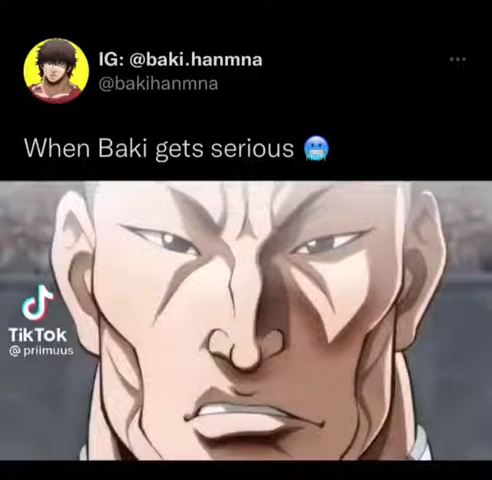 IG: @baki.hanmna
@bakihanmna
When Baki gets serious 🥶
TikTok
@priimuus